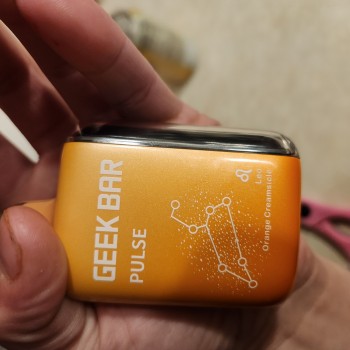 GEEK BAR
PULSE
♌ Leo
Orange Creamsicle